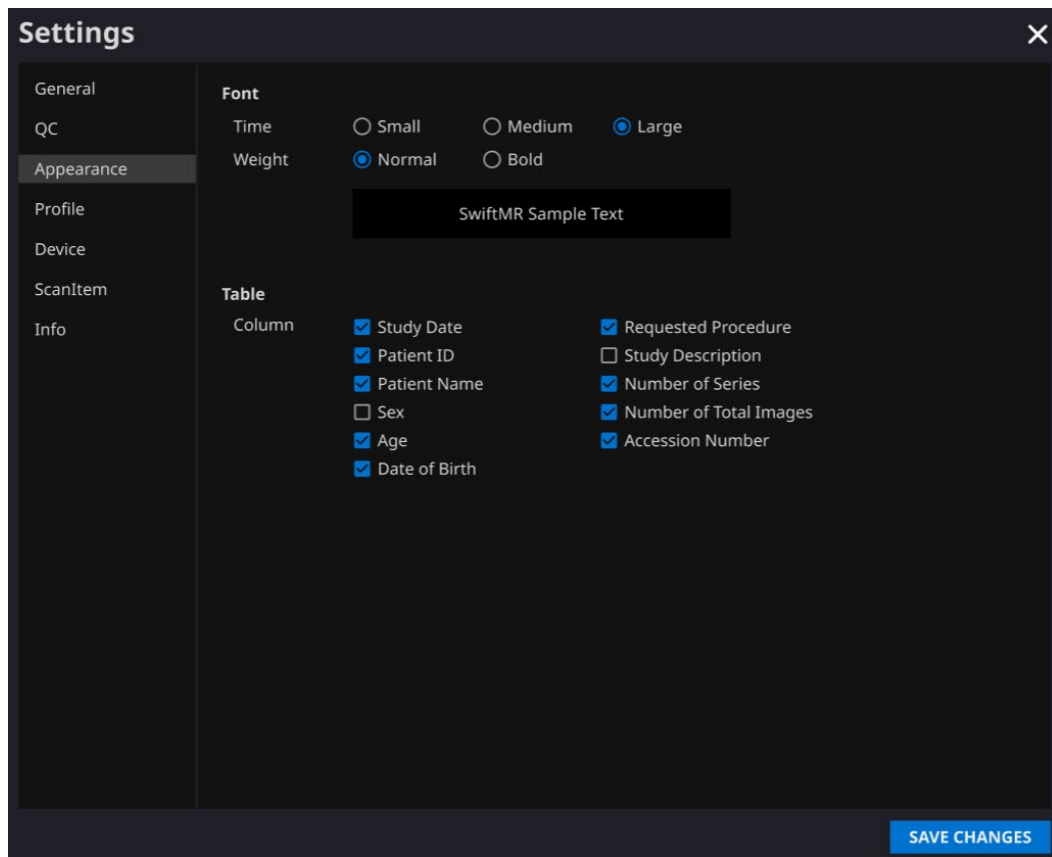 Settings
General
QC
Appearance
Profile
Device
ScanItem
Info
Font
Time Small Medium Large
Weight Normal Bold
SwiftMR Sample Text
Table
Column Study Date Requested Procedure
Patient ID Study Description
Patient Name Number of Series
Sex Number of Total Images
Age Accession Number
Date of Birth
SAVE CHANGES